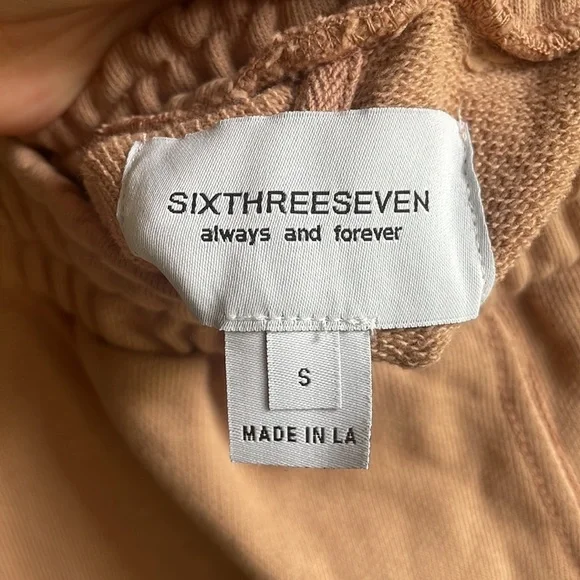 SIXTHREESEVEN
always and forever
S
MADE IN LA